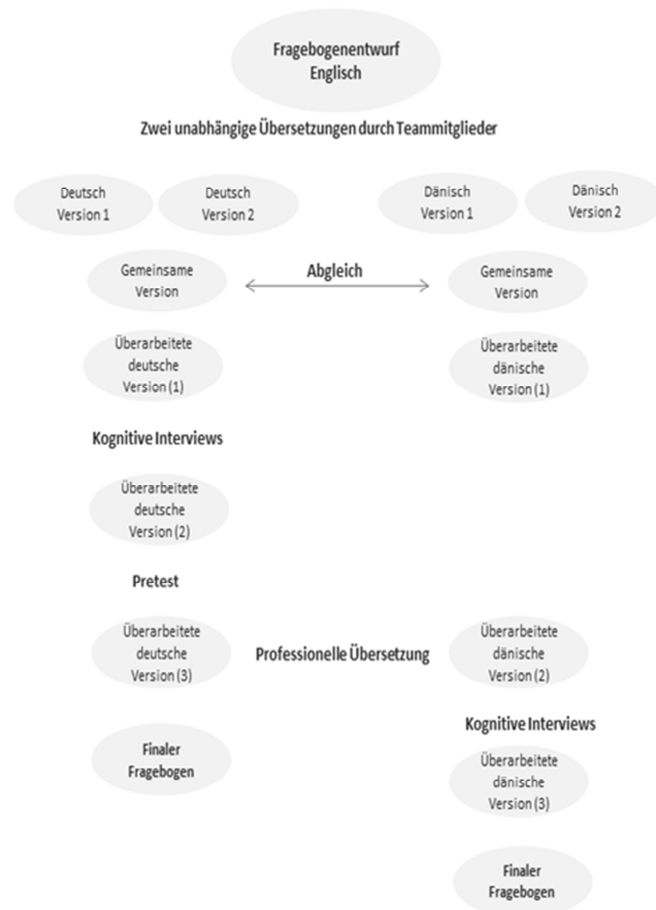 Fragebogenentwurf
Englisch
Zwei unabhängige Übersetzungen durch Teammitglieder
Deutsch
Version 1
Deutsch
Version 2
Dänisch
Version 1
Dänisch
Version 2
Gemeinsame
Version
Abgleich
Gemeinsame
Version
Überarbeitete
deutsche
Version (1)
Überarbeitete
dänische
Version (1)
Kognitive Interviews
Überarbeitete
deutsche
Version (2)
Pretest
Überarbeitete
deutsche
Version (3)
Professionelle Übersetzung
Überarbeitete
dänische
Version (2)
Kognitive Interviews
Finaler
Fragebogen
Überarbeitete
dänische
Version (3)
Finaler
Fragebogen